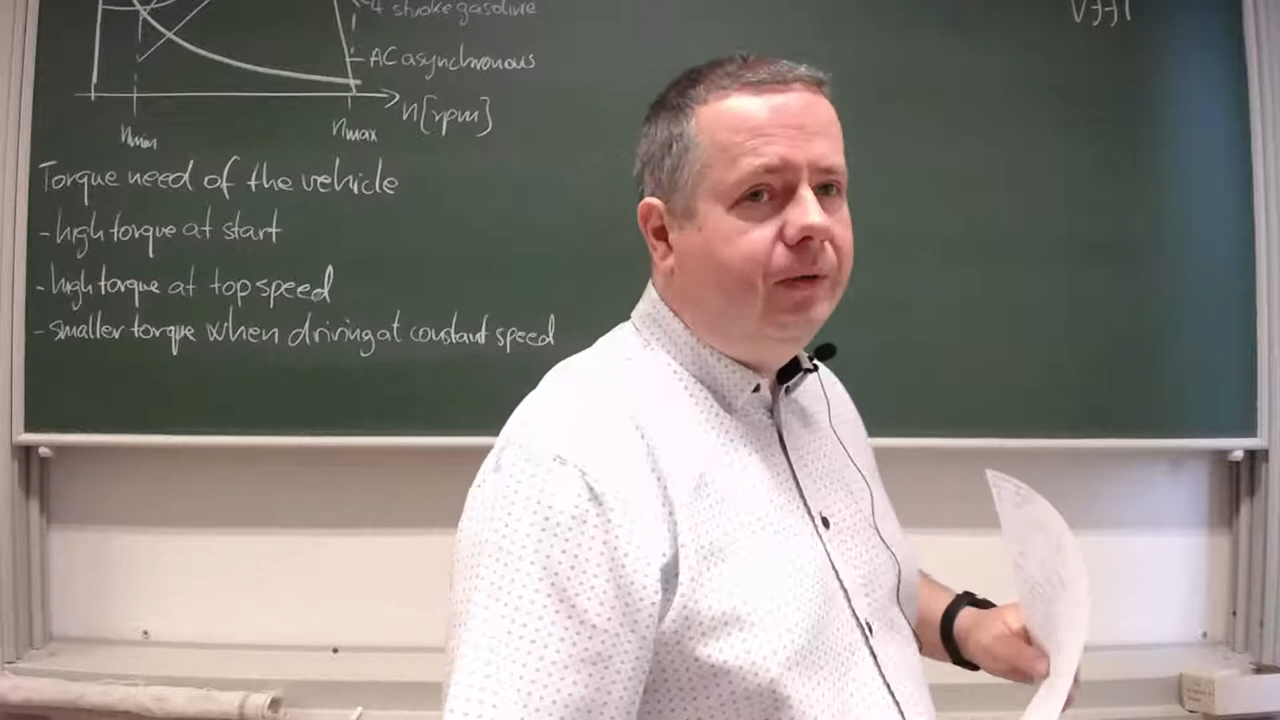 4 stroke gasoline
AC asynchronous
n[rpm]
nmin
nmax
Torque need of the vehicle
- high torque at start
- high torque at top speed
- smaller torque when driving at constant speed